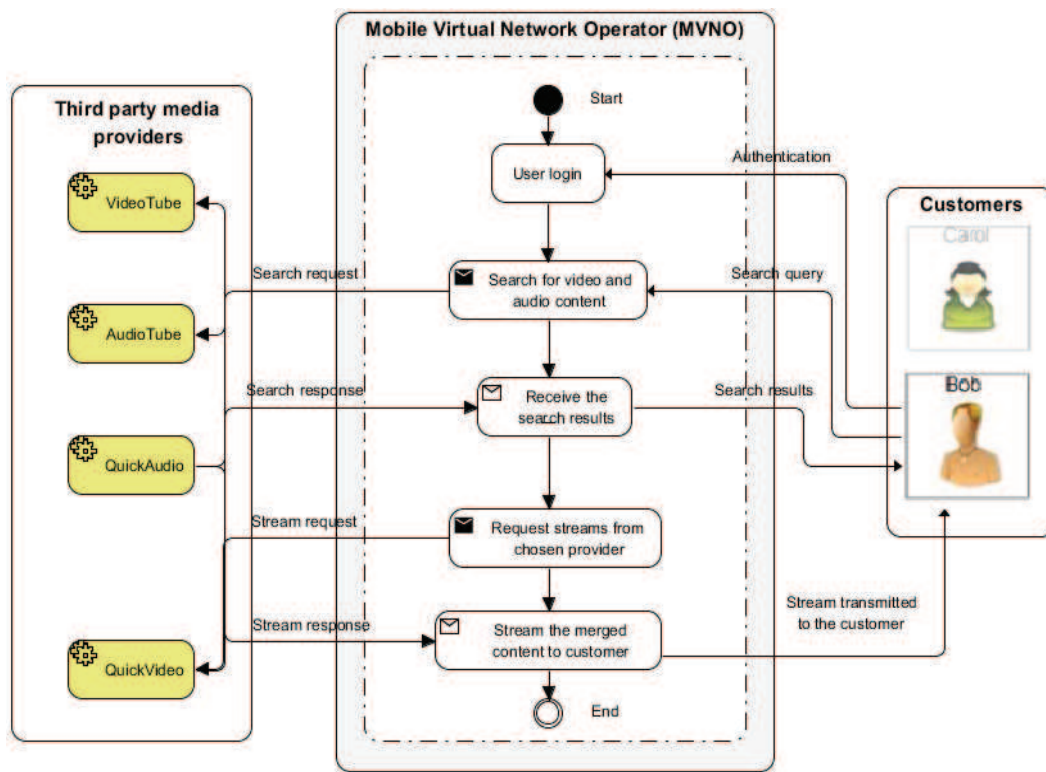 Mobile Virtual Network Operator (MVNO)
Third party media
providers
VideoTube
AudioTube
QuickAudio
QuickVideo
Search request
Search response
Stream request
Stream response
Start
User login
Search for video and
audio content
Receive the
search results
Request streams from
chosen provider
Stream the merged
content to customer
End
Authentication
Search query
Search results
Stream transmitted
to the customer
Customers
Carol
Bob